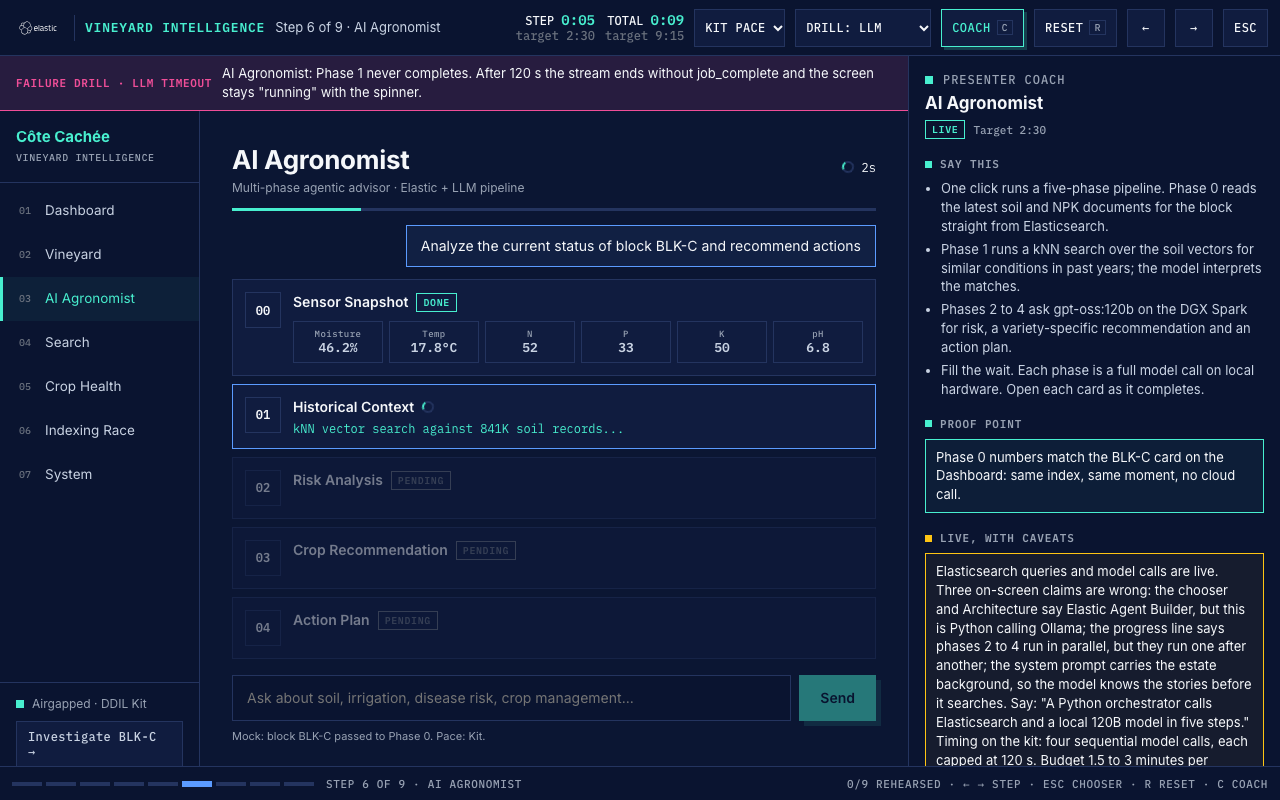 elastic
VINEYARD INTELLIGENCE Step 6 of 9 · AI Agronomist
STEP 0:05 TOTAL 0:09
target 2:30 target 9:15
KIT PACE
DRILL: LLM
COACH C
RESET R
←
→
ESC
FAILURE DRILL · LLM TIMEOUT
AI Agronomist: Phase 1 never completes. After 120 s the stream ends without job_complete and the screen
stays "running" with the spinner.
Côte Cachée
VINEYARD INTELLIGENCE
01 Dashboard
02 Vineyard
03 AI Agronomist
04 Search
05 Crop Health
06 Indexing Race
07 System
Airgapped · DDIL Kit
Investigate BLK-C
→
AI Agronomist
Multi-phase agentic advisor · Elastic + LLM pipeline
2s
Analyze the current status of block BLK-C and recommend actions
00 Sensor Snapshot DONE
Moisture Temp N P K pH
46.2% 17.8°C 52 33 50 6.8
01 Historical Context
kNN vector search against 841K soil records...
02 Risk Analysis PENDING
03 Crop Recommendation PENDING
04 Action Plan PENDING
Ask about soil, irrigation, disease risk, crop management...
Send
Mock: block BLK-C passed to Phase 0. Pace: Kit.
PRESENTER COACH
AI Agronomist
LIVE Target 2:30
SAY THIS
• One click runs a five-phase pipeline. Phase 0 reads
the latest soil and NPK documents for the block
straight from Elasticsearch.
• Phase 1 runs a kNN search over the soil vectors for
similar conditions in past years; the model interprets
the matches.
• Phases 2 to 4 ask gpt-oss:120b on the DGX Spark
for risk, a variety-specific recommendation and an
action plan.
• Fill the wait. Each phase is a full model call on local
hardware. Open each card as it completes.
PROOF POINT
Phase 0 numbers match the BLK-C card on the
Dashboard: same index, same moment, no cloud
call.
LIVE, WITH CAVEATS
Elasticsearch queries and model calls are live.
Three on-screen claims are wrong: the chooser
and Architecture say Elastic Agent Builder, but this
is Python calling Ollama; the progress line says
phases 2 to 4 run in parallel, but they run one after
another; the system prompt carries the estate
background, so the model knows the stories before
it searches. Say: "A Python orchestrator calls
Elasticsearch and a local 120B model in five steps."
Timing on the kit: four sequential model calls, each
capped at 120 s. Budget 1.5 to 3 minutes per
STEP 6 OF 9 · AI AGRONOMIST
0/9 REHEARSED · ← → STEP · ESC CHOOSER · R RESET · C COACH